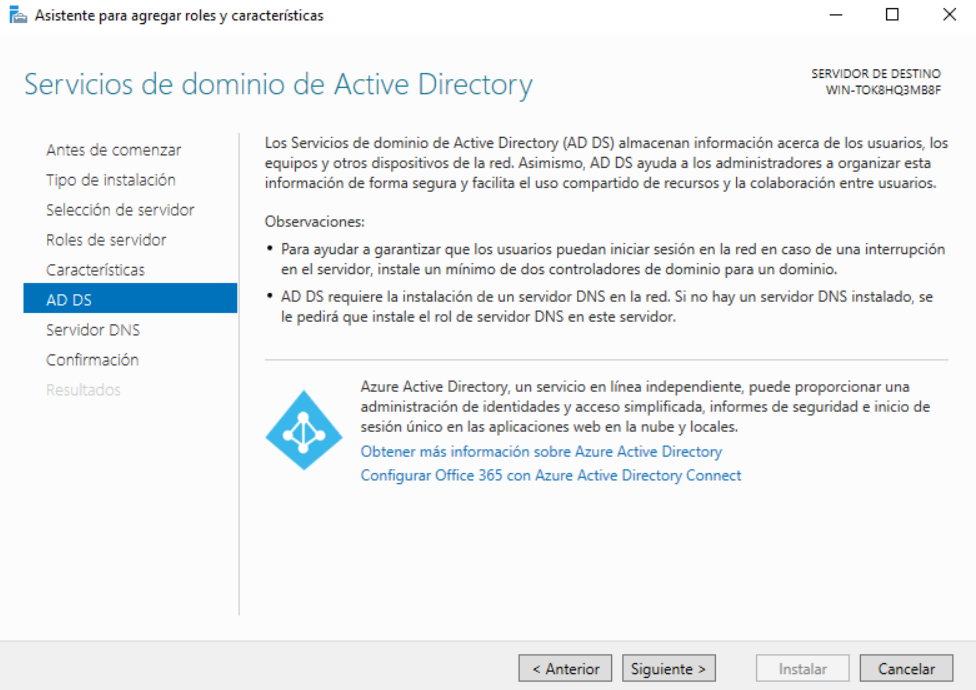 Asistente para agregar roles y características
Servicios de dominio de Active Directory
SERVIDOR DE DESTINO
WIN-TOK8HQ3MB8F
Antes de comenzar
Tipo de instalación
Selección de servidor
Roles de servidor
Características
AD DS
Servidor DNS
Confirmación
Resultados
Los Servicios de dominio de Active Directory (AD DS) almacenan información acerca de los usuarios, los
equipos y otros dispositivos de la red. Asimismo, AD DS ayuda a los administradores a organizar esta
información de forma segura y facilita el uso compartido de recursos y la colaboración entre usuarios.
Observaciones:
• Para ayudar a garantizar que los usuarios puedan iniciar sesión en la red en caso de una interrupción
en el servidor, instale un mínimo de dos controladores de dominio para un dominio.
• AD DS requiere la instalación de un servidor DNS en la red. Si no hay un servidor DNS instalado, se
le pedirá que instale el rol de servidor DNS en este servidor.
Azure Active Directory, un servicio en línea independiente, puede proporcionar una
administración de identidades y acceso simplificada, informes de seguridad e inicio de
sesión único en las aplicaciones web en la nube y locales.
Obtener más información sobre Azure Active Directory
Configurar Office 365 con Azure Active Directory Connect
< Anterior
Siguiente >
Instalar
Cancelar